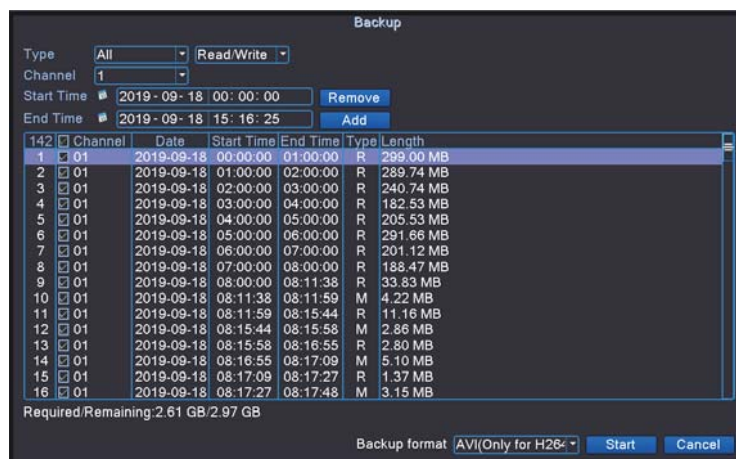 Backup
Type All Read/Write
Channel 1
Start Time 2019-09-18 00:00:00 Remove
End Time 2019-09-18 15:16:25 Add
142 Channel Date Start Time End Time Type Length
1 01 2019-09-18 00:00:00 01:00:00 R 299.00 MB
2 01 2019-09-18 01:00:00 02:00:00 R 289.74 MB
3 01 2019-09-18 02:00:00 03:00:00 R 240.74 MB
4 01 2019-09-18 03:00:00 04:00:00 R 182.53 MB
5 01 2019-09-18 04:00:00 05:00:00 R 205.53 MB
6 01 2019-09-18 05:00:00 06:00:00 R 291.66 MB
7 01 2019-09-18 06:00:00 07:00:00 R 201.12 MB
8 01 2019-09-18 07:00:00 08:00:00 R 188.47 MB
9 01 2019-09-18 08:00:00 08:11:38 R 33.83 MB
10 01 2019-09-18 08:11:38 08:11:59 M 4.22 MB
11 01 2019-09-18 08:11:59 08:15:44 R 11.16 MB
12 01 2019-09-18 08:15:44 08:15:58 M 2.86 MB
13 01 2019-09-18 08:15:58 08:16:55 R 2.80 MB
14 01 2019-09-18 08:16:55 08:17:09 M 5.10 MB
15 01 2019-09-18 08:17:09 08:17:27 R 1.37 MB
16 01 2019-09-18 08:17:27 08:17:48 M 3.15 MB
Required/Remaining:2.61 GB/2.97 GB
Backup format AVI(Only for H264 Start Cancel